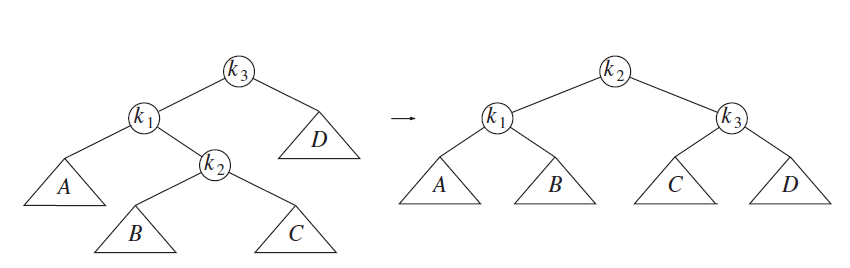 k3 k2
k1 k1 k3
D
k2
A A B C D
B C